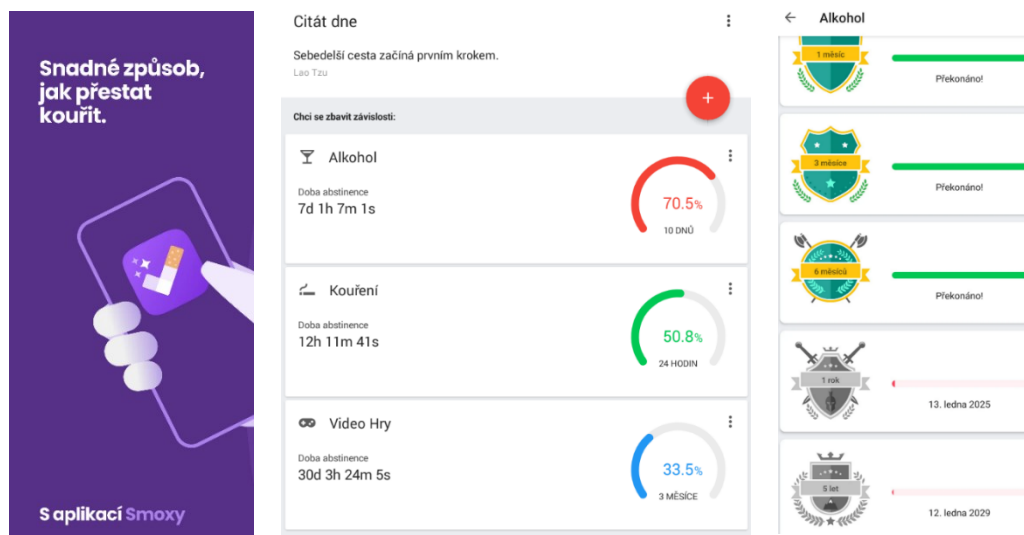 Snadné způsob,
jak přestat
kouřit.
S aplikací Smoxy
Citát dne
Sebedelší cesta začíná prvním krokem.
Lao Tzu
+
Chci se zbavit závislosti:
Alkohol
Doba abstinence
7d 1h 7m 1s
70.5%
10 DNŮ
Kouření
Doba abstinence
12h 11m 41s
50.8%
24 HODIN
Video Hry
Doba abstinence
30d 3h 24m 5s
33.5%
3 MĚSÍCE
Alkohol
1 měsíc
Překonáno!
3 měsíce
Překonáno!
6 měsíců
Překonáno!
1 rok
13. ledna 2025
5 let
12. ledna 2029